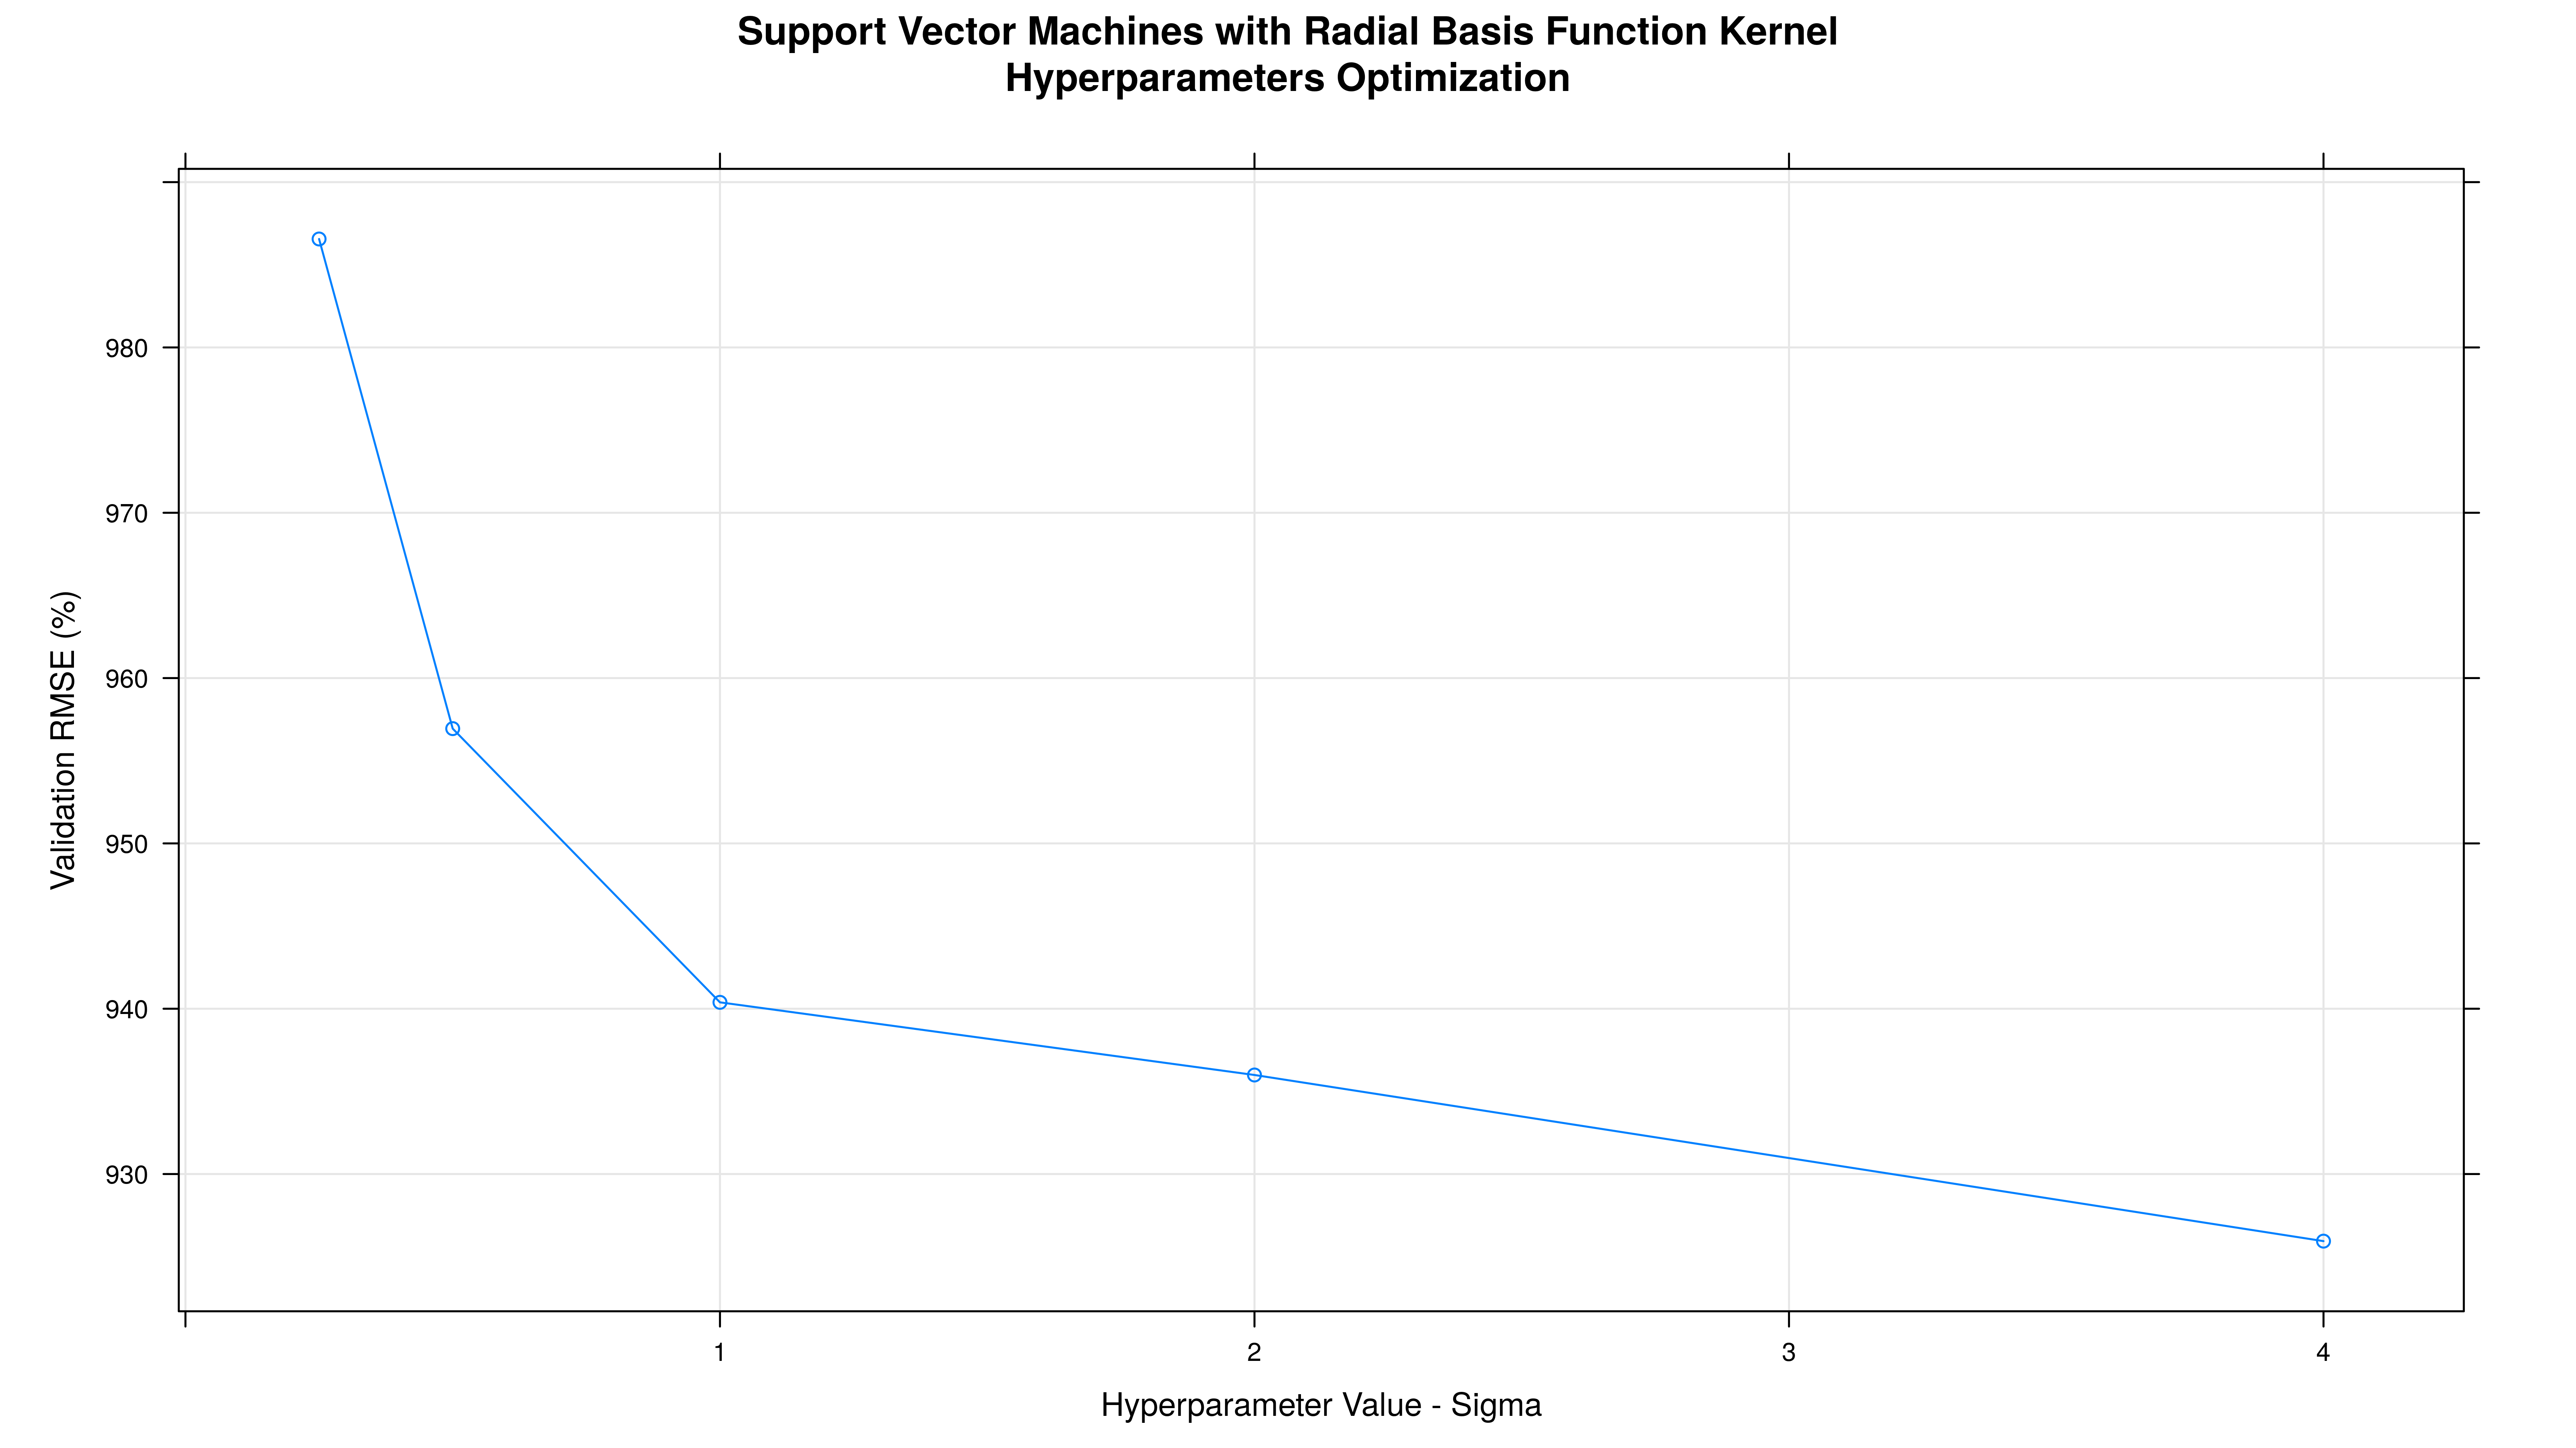 Support Vector Machines with Radial Basis Function Kernel
Hyperparameters Optimization
980
970
960
950
940
930
Validation RMSE (%)
1 2 3 4
Hyperparameter Value - Sigma